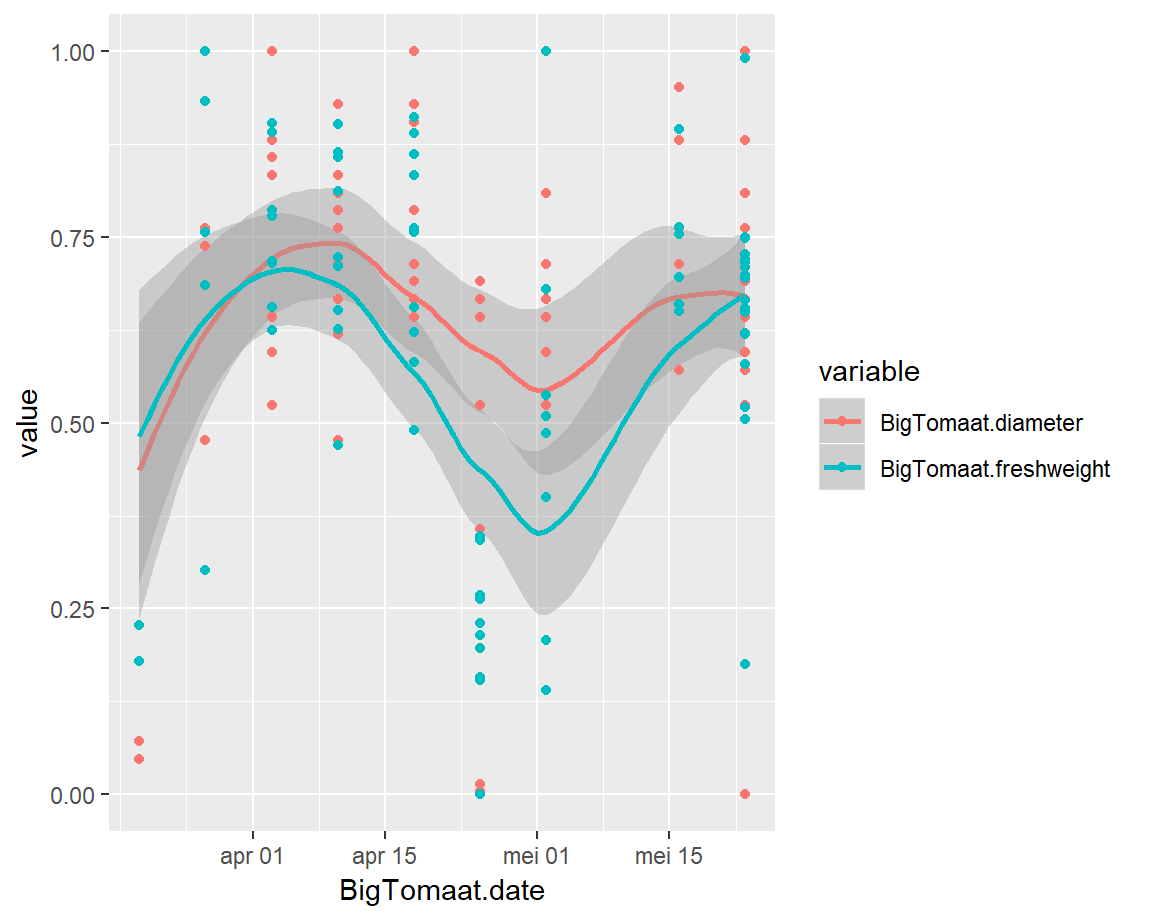 1.00
0.75
0.50
0.25
0.00
value
apr 01
apr 15
mei 01
mei 15
BigTomaat.date
variable
BigTomaat.diameter
BigTomaat.freshweight